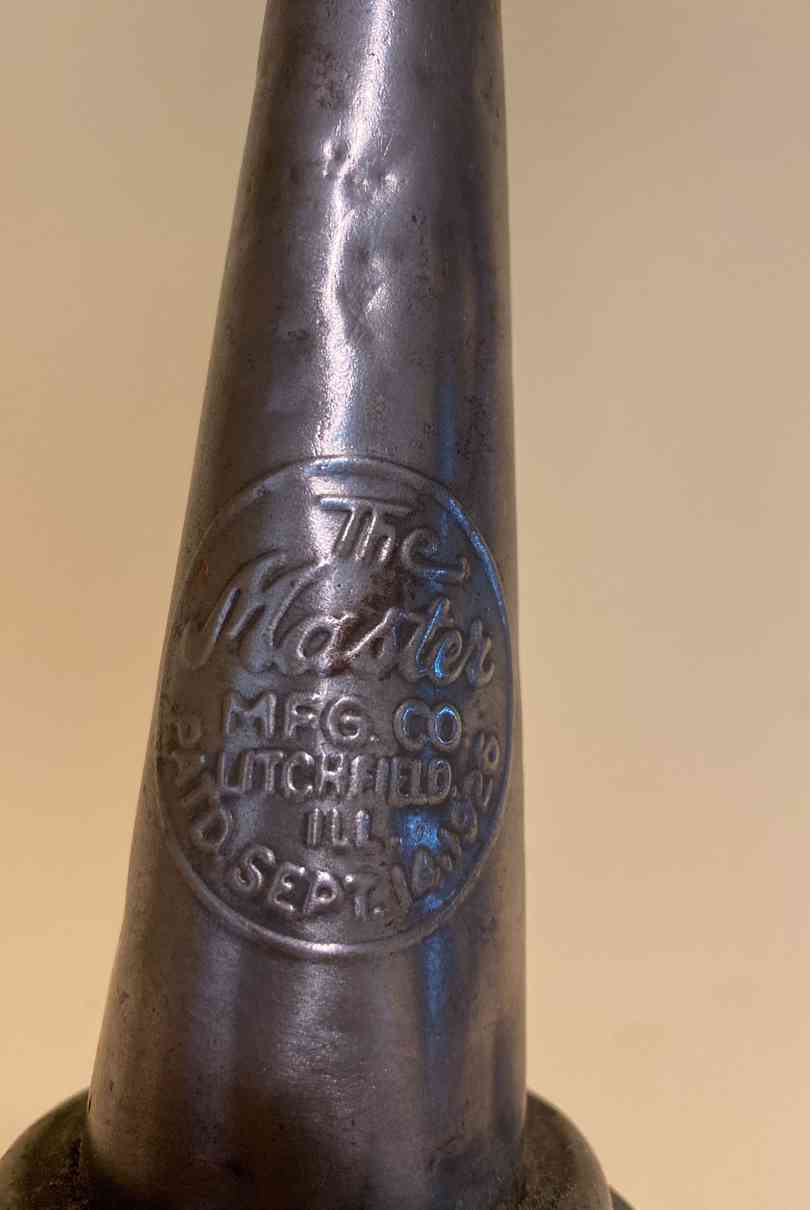 The
Master
MFG. CO
LITCHFIELD.
ILL.
PAT'D. SEPT. 14, 1926